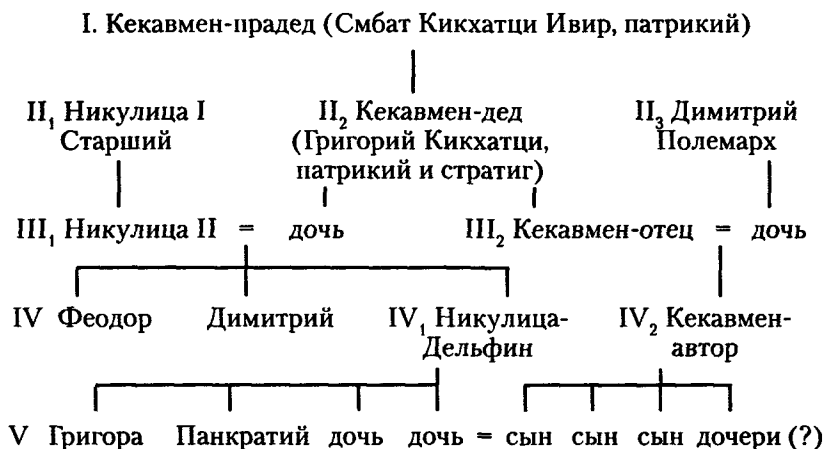 I. Кекавмен-прадед (Смбат Кикхатци Ивир, патрикий)
II₁ Никулица I II₂ Кекавмен-дед II₃ Димитрий
Старший (Григорий Кикхатци, Полемарх
патрикий и стратиг)
III₁ Никулица II = дочь III₂ Кекавмен-отец = дочь
IV Феодор Димитрий IV₁ Никулица- IV₂ Кекавмен-
Дельфин автор
V Григора Панкратий дочь дочь = сын сын сын дочери (?)